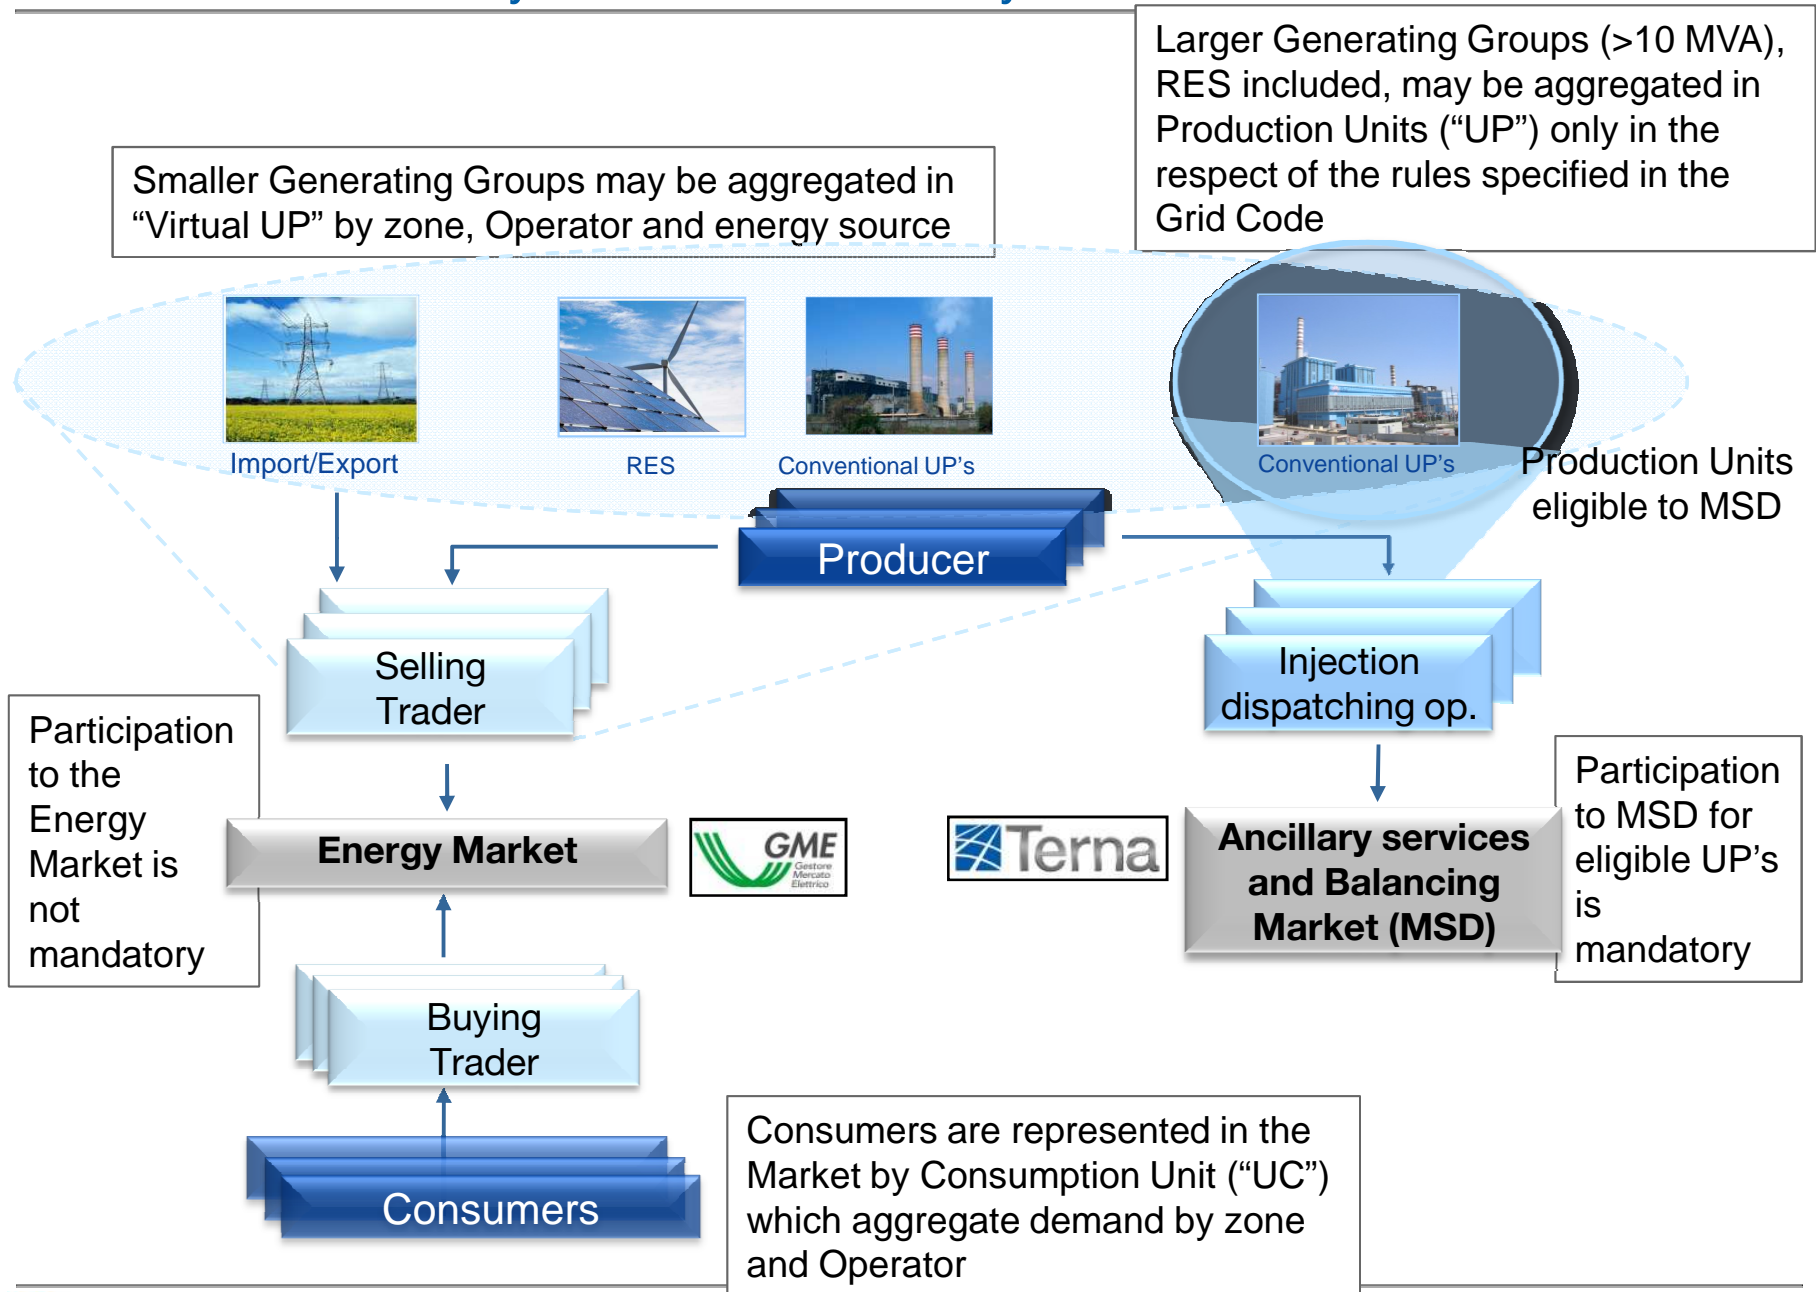 Larger Generating Groups (>10 MVA),
RES included, may be aggregated in
Production Units (“UP”) only in the
respect of the rules specified in the
Grid Code
Smaller Generating Groups may be aggregated in
“Virtual UP” by zone, Operator and energy source
Import/Export
RES
Conventional UP's
Conventional UP's
Production Units
eligible to MSD
Producer
Selling
Trader
Injection
dispatching op.
Participation
to the
Energy
Market is
not
mandatory
Energy Market
GME
Gestore
Mercato
Elettrico
Terna
Ancillary services
and Balancing
Market (MSD)
Participation
to MSD for
eligible UP's
is
mandatory
Buying
Trader
Consumers
Consumers are represented in the
Market by Consumption Unit (“UC”)
which aggregate demand by zone
and Operator